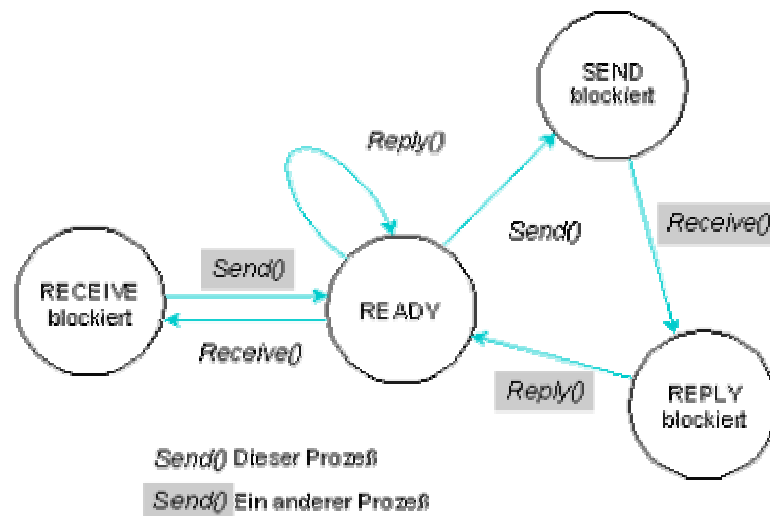 SEND
blockiert
Reply()
Send()
Receive()
Send()
RECEIVE
blockiert
READY
Receive()
Reply()
REPLY
blockiert
Send() Dieser Prozeß
Send() Ein anderer Prozeß